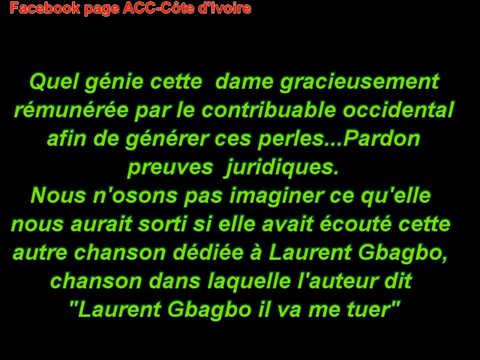 Facebook page ACC-Côte d'ivoire
Quel génie cette dame gracieusement
rémunérée par le contribuable occidental
afin de générer ces perles...Pardon
preuves juridiques.
Nous n'osons pas imaginer ce qu'elle
nous aurait sorti si elle avait écouté cette
autre chanson dédiée à Laurent Gbagbo,
chanson dans laquelle l'auteur dit
"Laurent Gbagbo il va me tuer"